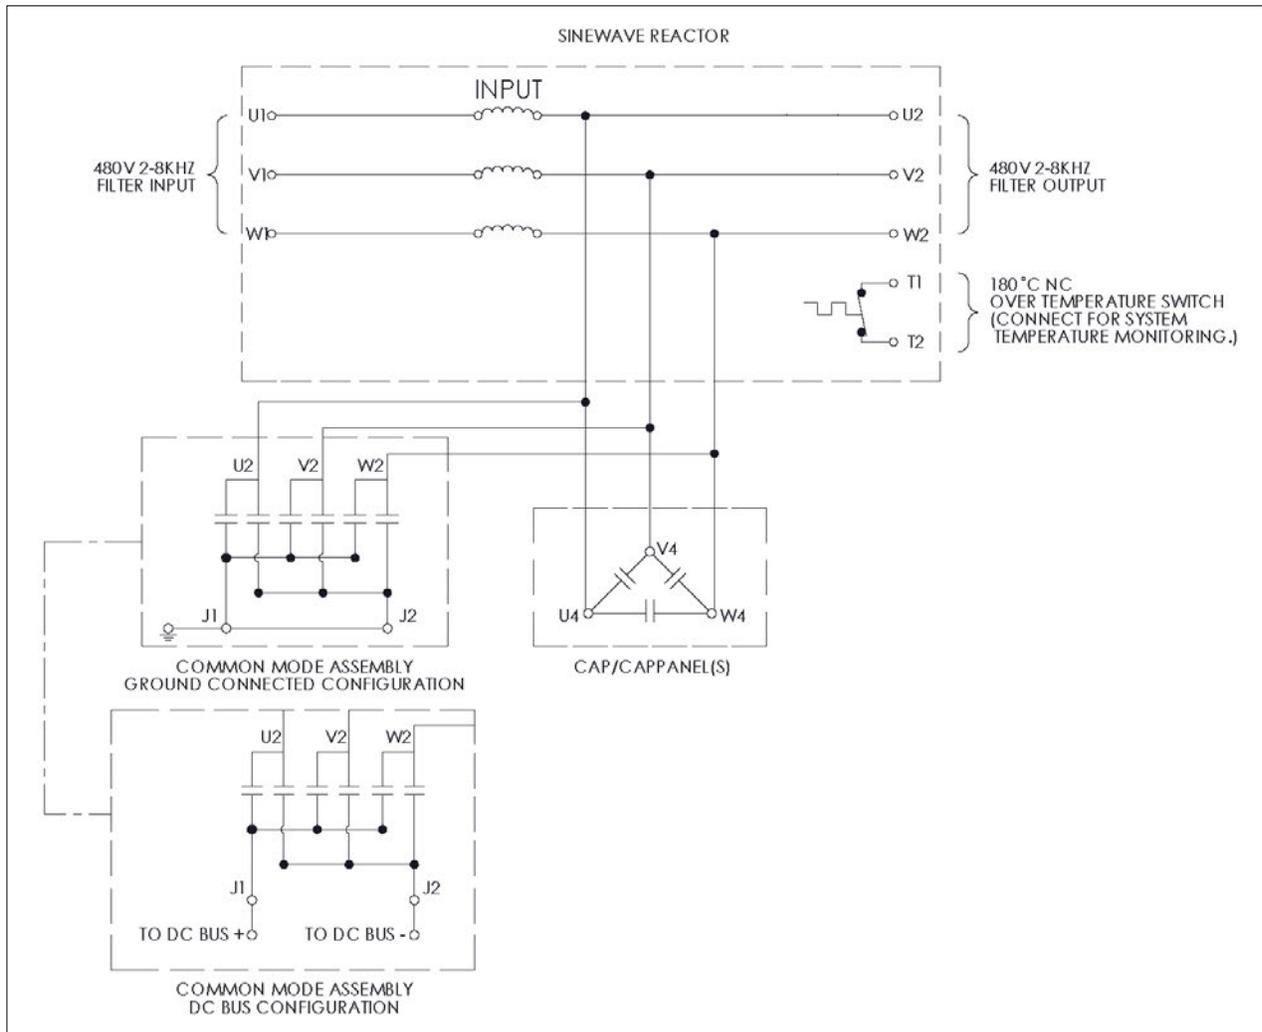 SINEWAVE REACTOR
INPUT
U1
U2
480V 2-8KHZ
FILTER INPUT
V1
V2
480V 2-8KHZ
FILTER OUTPUT
W1
W2
T1
T2
180°C NC
OVER TEMPERATURE SWITCH
(CONNECT FOR SYSTEM
TEMPERATURE MONITORING.)
U2
V2
W2
J1
J2
COMMON MODE ASSEMBLY
GROUND CONNECTED CONFIGURATION
V4
U4
W4
CAP/CAPPANEL(S)
U2
V2
W2
J1
J2
TO DC BUS +
TO DC BUS -
COMMON MODE ASSEMBLY
DC BUS CONFIGURATION